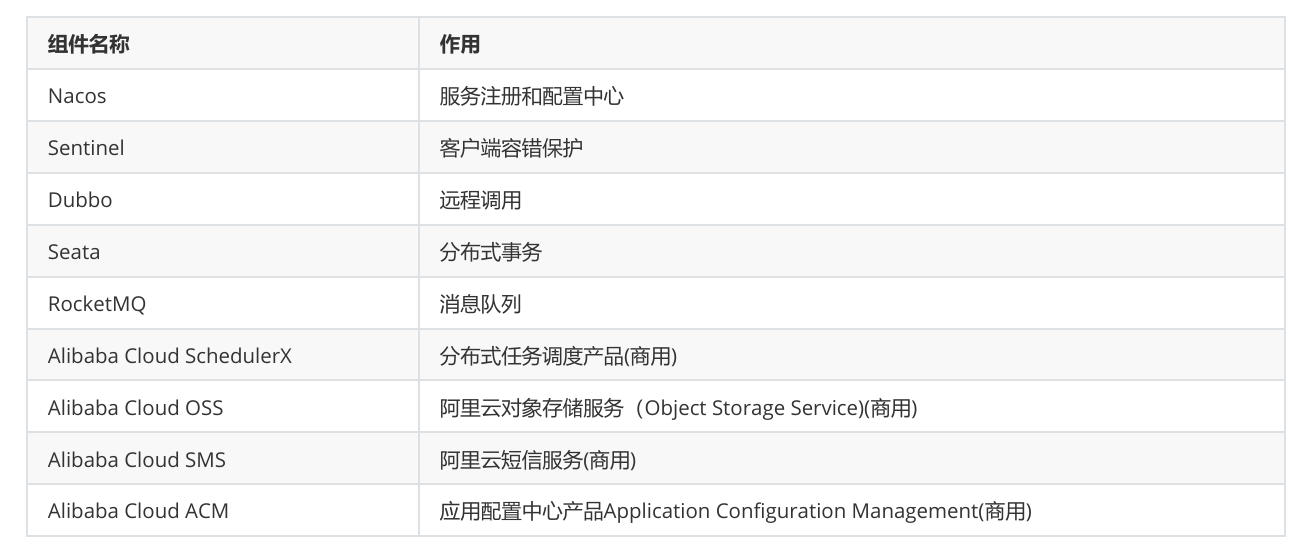 组件名称 作用
Nacos 服务注册和配置中心
Sentinel 客户端容错保护
Dubbo 远程调用
Seata 分布式事务
RocketMQ 消息队列
Alibaba Cloud SchedulerX 分布式任务调度产品(商用)
Alibaba Cloud OSS 阿里云对象存储服务（Object Storage Service)(商用)
Alibaba Cloud SMS 阿里云短信服务(商用)
Alibaba Cloud ACM 应用配置中心产品Application Configuration Management(商用)